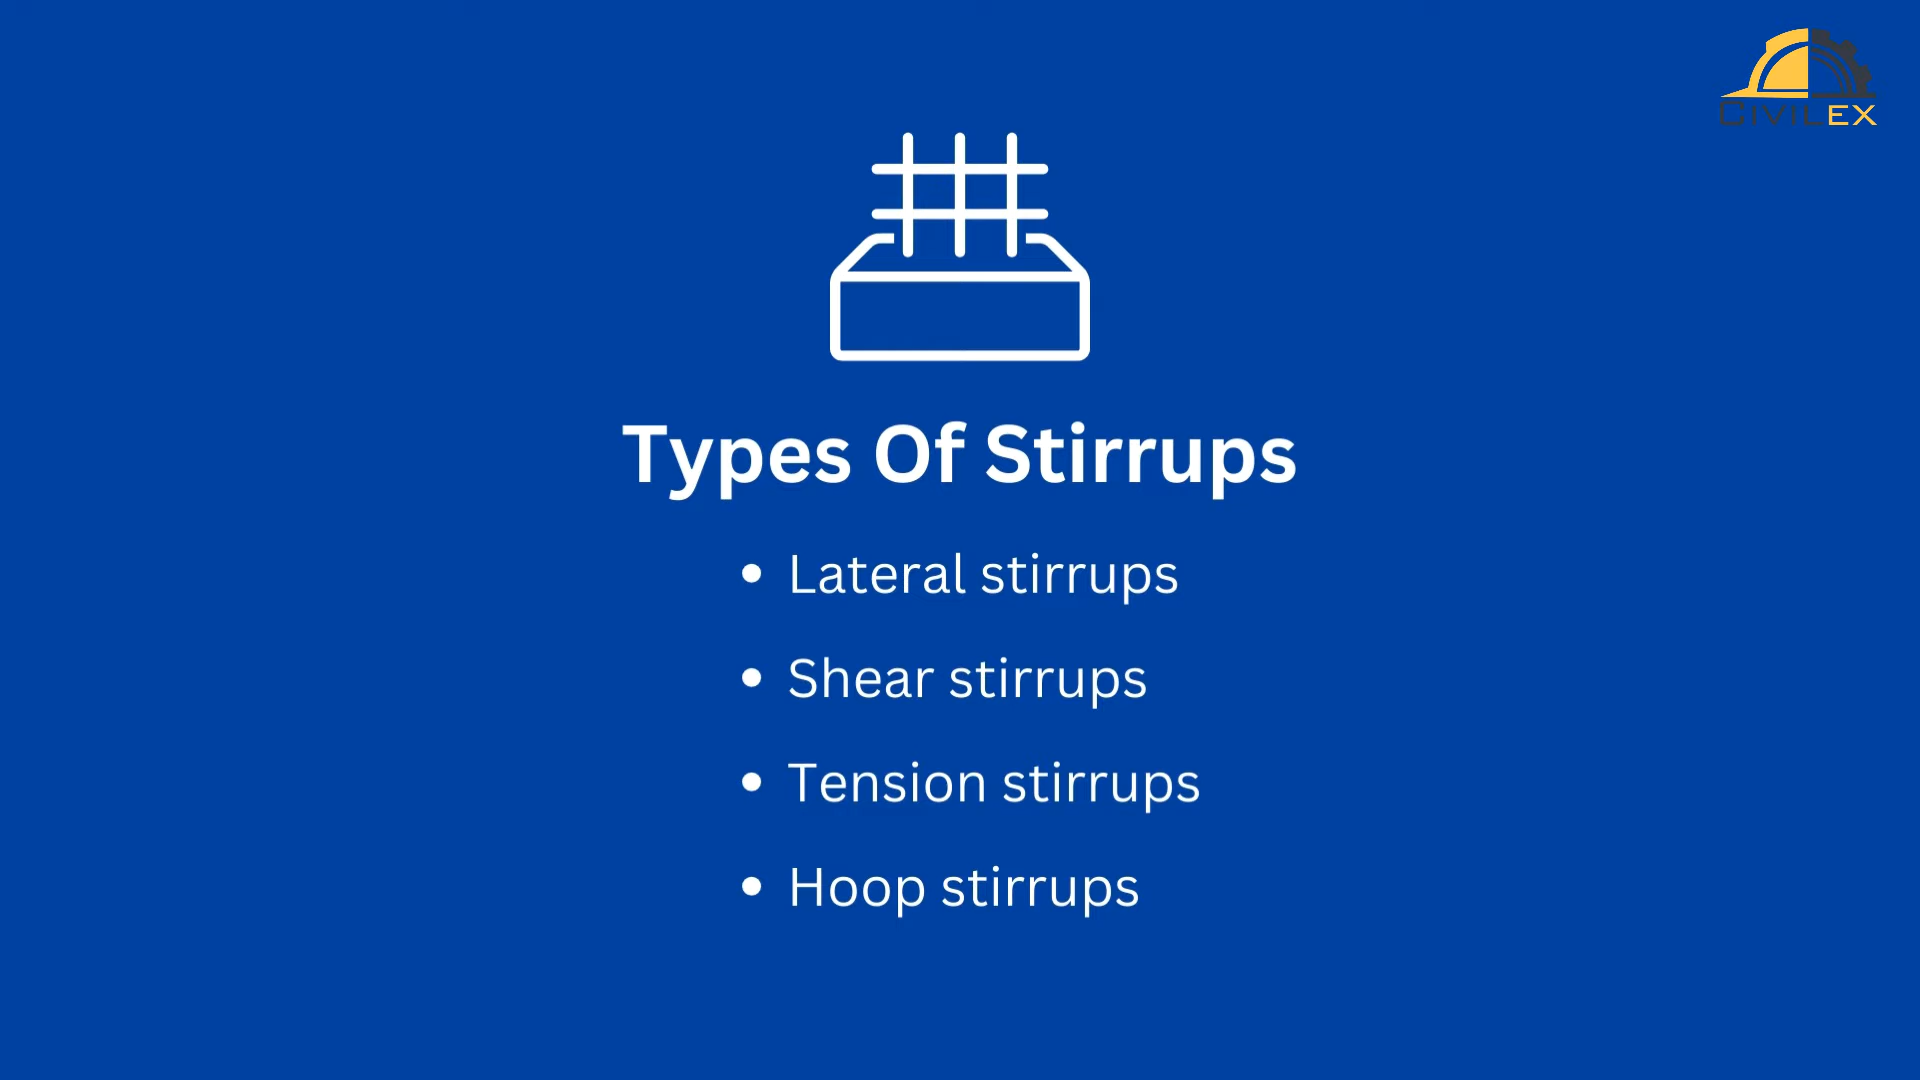 CIVILEX
Types Of Stirrups
• Lateral stirrups
• Shear stirrups
• Tension stirrups
• Hoop stirrups